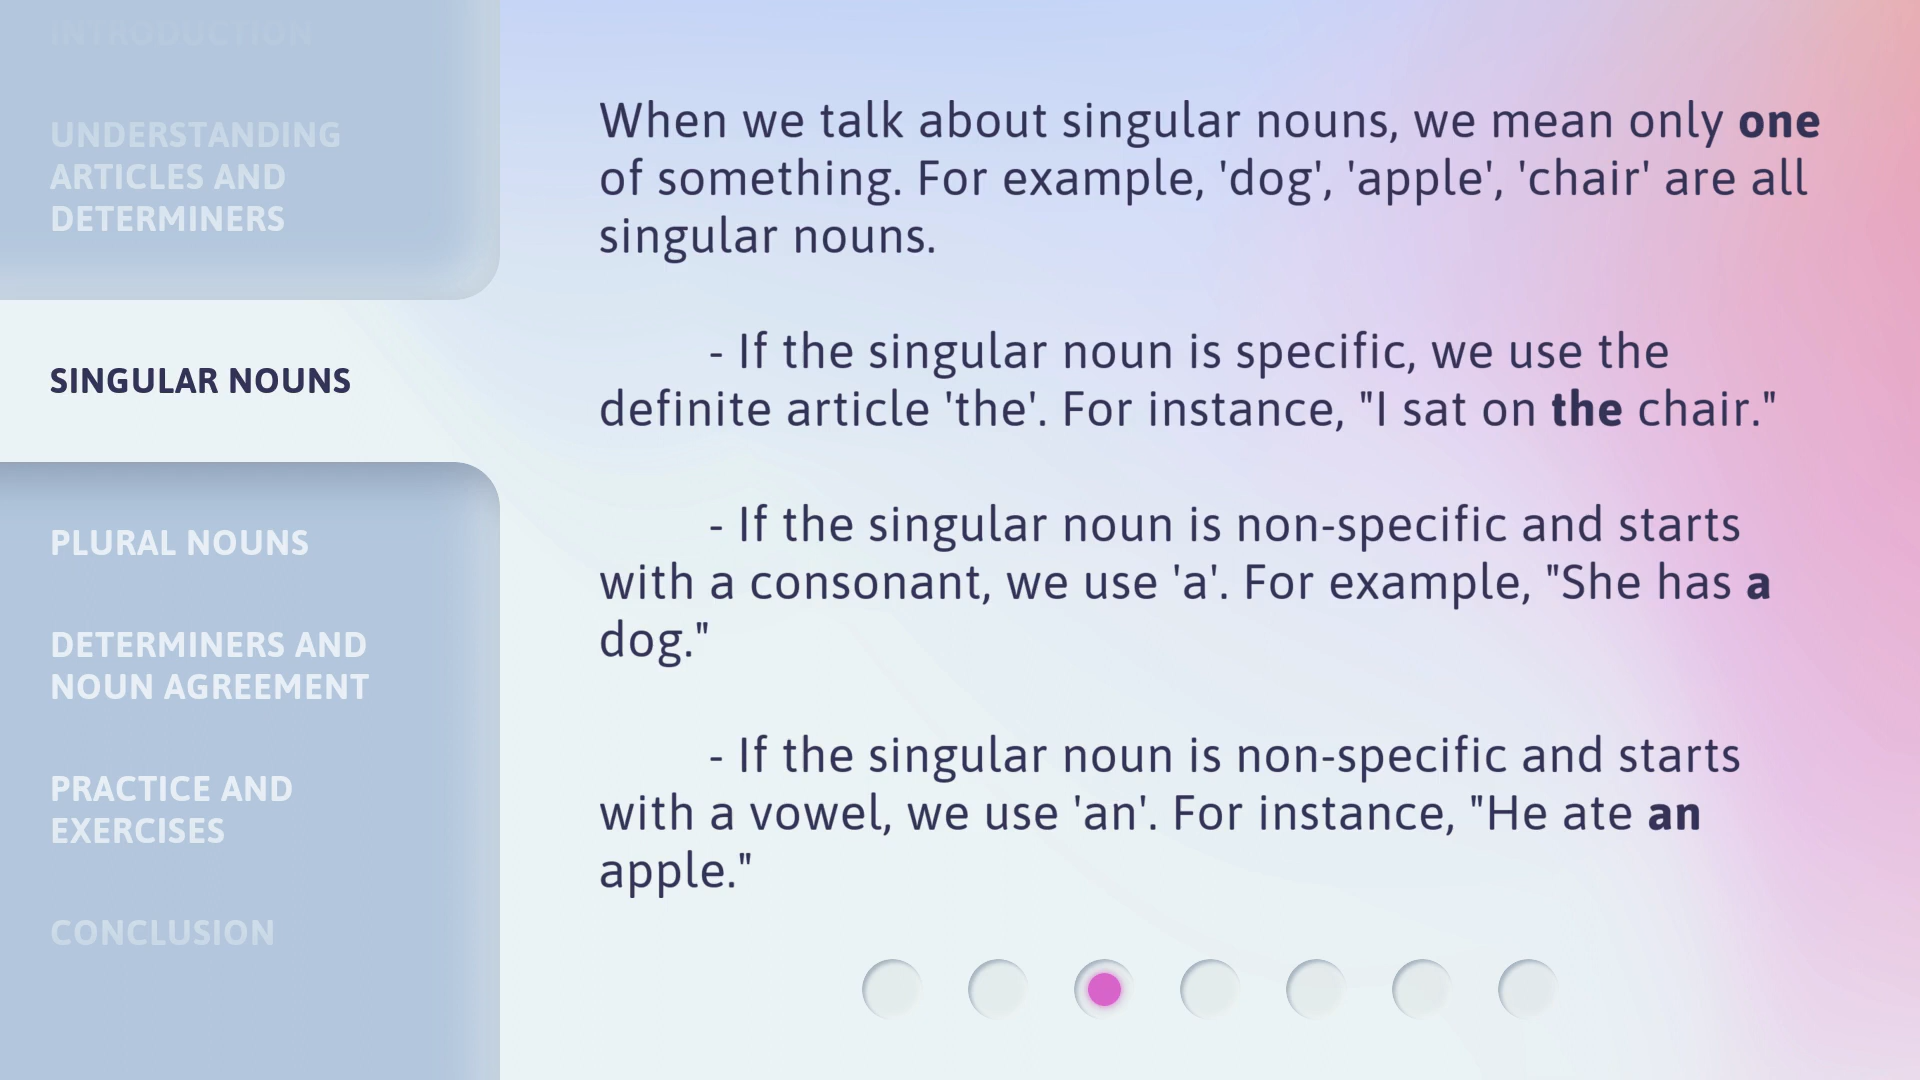 INTRODUCTION
UNDERSTANDING
ARTICLES AND
DETERMINERS
SINGULAR NOUNS
PLURAL NOUNS
DETERMINERS AND
NOUN AGREEMENT
PRACTICE AND
EXERCISES
CONCLUSION
When we talk about singular nouns, we mean only one
of something. For example, 'dog', 'apple', 'chair' are all
singular nouns.
- If the singular noun is specific, we use the
definite article 'the'. For instance, "I sat on the chair."
- If the singular noun is non-specific and starts
with a consonant, we use 'a'. For example, "She has a
dog."
- If the singular noun is non-specific and starts
with a vowel, we use 'an'. For instance, "He ate an
apple."